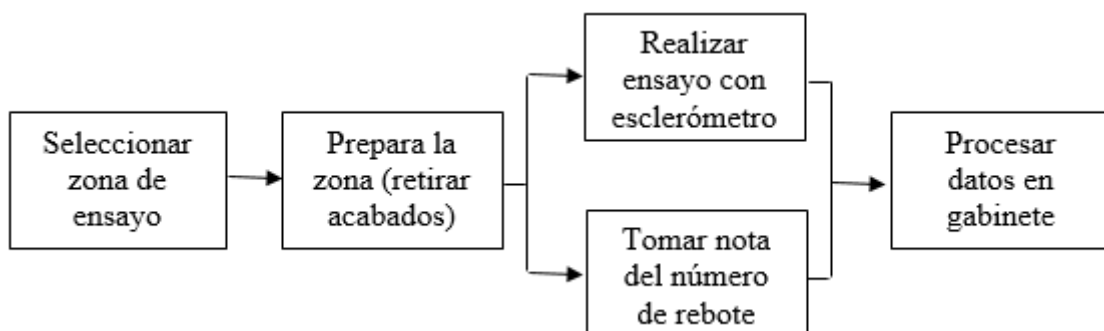 Seleccionar
zona de
ensayo
Prepara la
zona (retirar
acabados)
Realizar
ensayo con
esclerómetro
Tomar nota
del número
de rebote
Procesar
datos en
gabinete